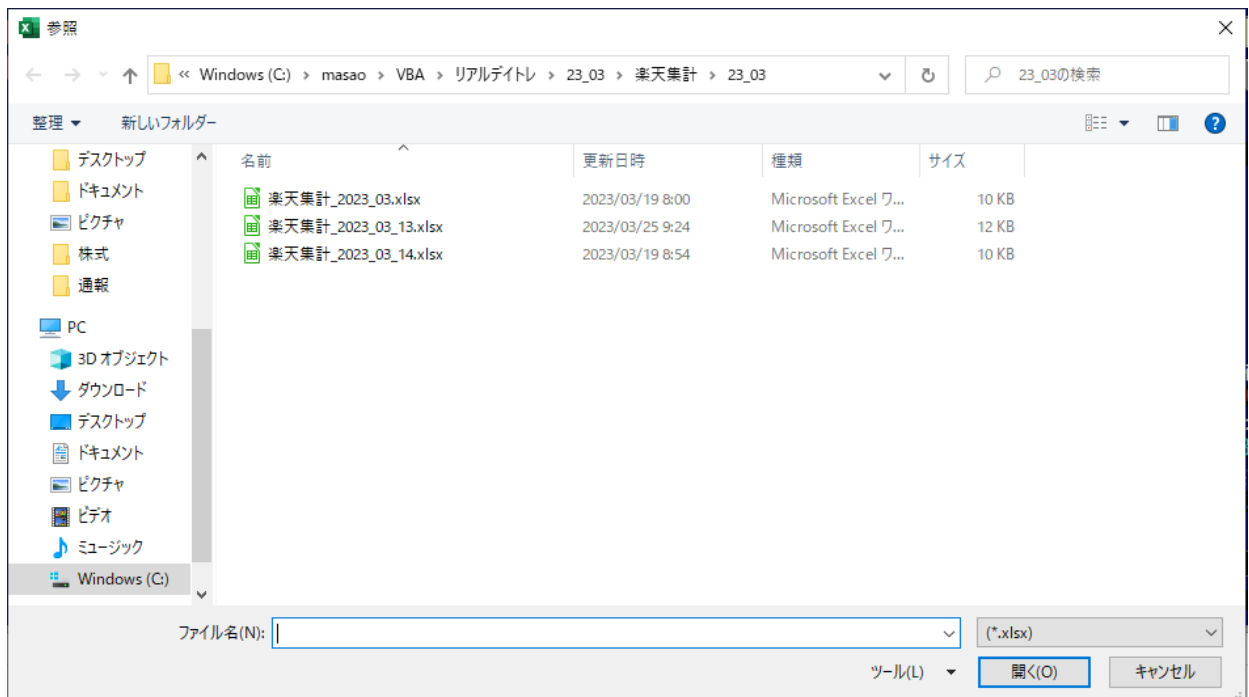 参照
« Windows (C:) › masao › VBA › リアルデイトレ › 23_03 › 楽天集計 › 23_03
23_03の検索
整理 新しいフォルダー
デスクトップ
ドキュメント
ピクチャ
株式
通報
PC
3D オブジェクト
ダウンロード
デスクトップ
ドキュメント
ピクチャ
ビデオ
ミュージック
Windows (C:)
名前 更新日時 種類 サイズ
楽天集計_2023_03.xlsx 2023/03/19 8:00 Microsoft Excel ワ... 10 KB
楽天集計_2023_03_13.xlsx 2023/03/25 9:24 Microsoft Excel ワ... 12 KB
楽天集計_2023_03_14.xlsx 2023/03/19 8:54 Microsoft Excel ワ... 10 KB
ファイル名(N): (*.xlsx)
ツール(L) 開く(O) キャンセル